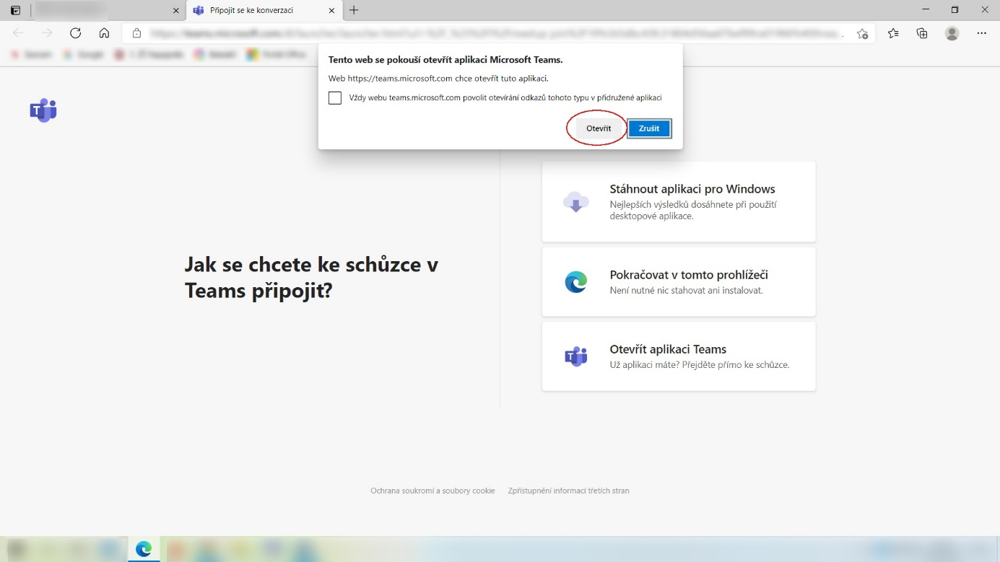 Připojit se ke konverzaci
Tento web se pokouší otevřít aplikaci Microsoft Teams.
Web https://teams.microsoft.com chce otevřít tuto aplikaci.
Vždy webu teams.microsoft.com povolit otevírání odkazů tohoto typu v přidružené aplikaci
Otevřít
Zrušit
Jak se chcete ke schůzce v
Teams připojit?
Stáhnout aplikaci pro Windows
Nejlepších výsledků dosáhnete při použití
desktopové aplikace.
Pokračovat v tomto prohlížeči
Není nutné nic stahovat ani instalovat.
Otevřít aplikaci Teams
Už aplikaci máte? Přejděte přímo ke schůzce.
Ochrana soukromí a soubory cookie
Zpřístupnění informací třetích stran